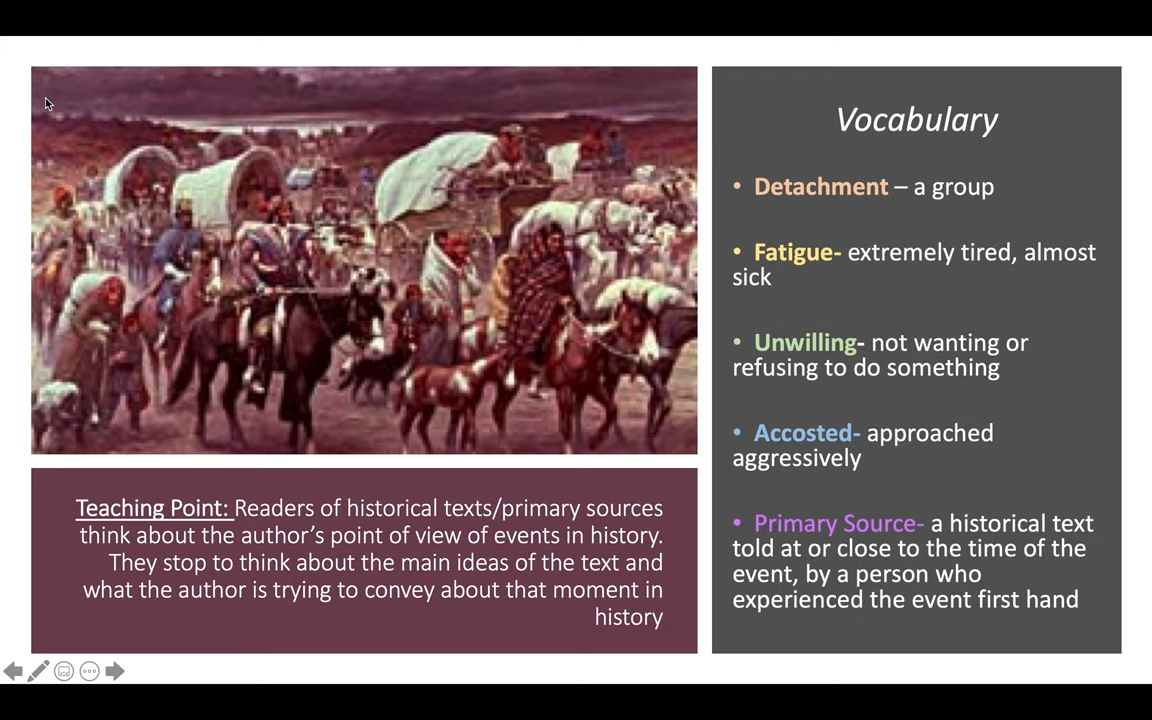 Vocabulary
• Detachment – a group
• Fatigue- extremely tired, almost
sick
• Unwilling- not wanting or
refusing to do something
• Accosted- approached
aggressively
• Primary Source- a historical text
told at or close to the time of the
event, by a person who
experienced the event first hand
Teaching Point: Readers of historical texts/primary sources
think about the author’s point of view of events in history.
They stop to think about the main ideas of the text and
what the author is trying to convey about that moment in
history